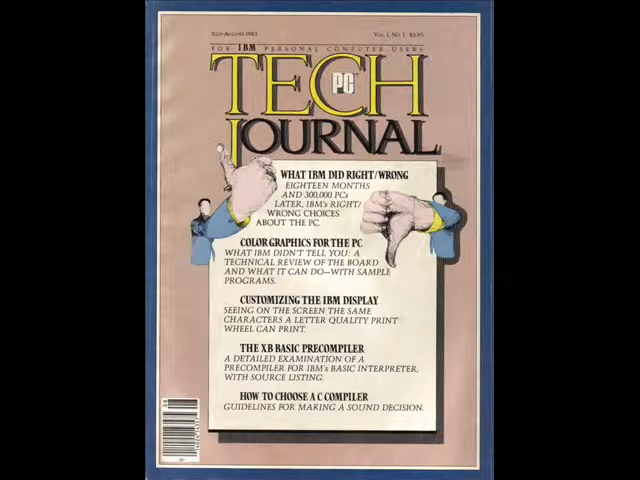 JULY-AUGUST 1983 VOL. 1, NO. 1 $3.95
FOR IBM PERSONAL COMPUTER USERS
TECH
PC
JOURNAL
WHAT IBM DID RIGHT/WRONG
EIGHTEEN MONTHS
AND 300,000 PCs
LATER, IBM's RIGHT/
WRONG CHOICES
ABOUT THE PC.
COLOR GRAPHICS FOR THE PC
WHAT IBM DIDN'T TELL YOU: A
TECHNICAL REVIEW OF THE BOARD
AND WHAT IT CAN DO—WITH SAMPLE
PROGRAMS.
CUSTOMIZING THE IBM DISPLAY
SEEING ON THE SCREEN THE SAME
CHARACTERS A LETTER QUALITY PRINT
WHEEL CAN PRINT.
THE XB BASIC PRECOMPILER
A DETAILED EXAMINATION OF A
PRECOMPILER FOR IBM's BASIC INTERPRETER,
WITH SOURCE LISTING.
HOW TO CHOOSE A C COMPILER
GUIDELINES FOR MAKING A SOUND DECISION.